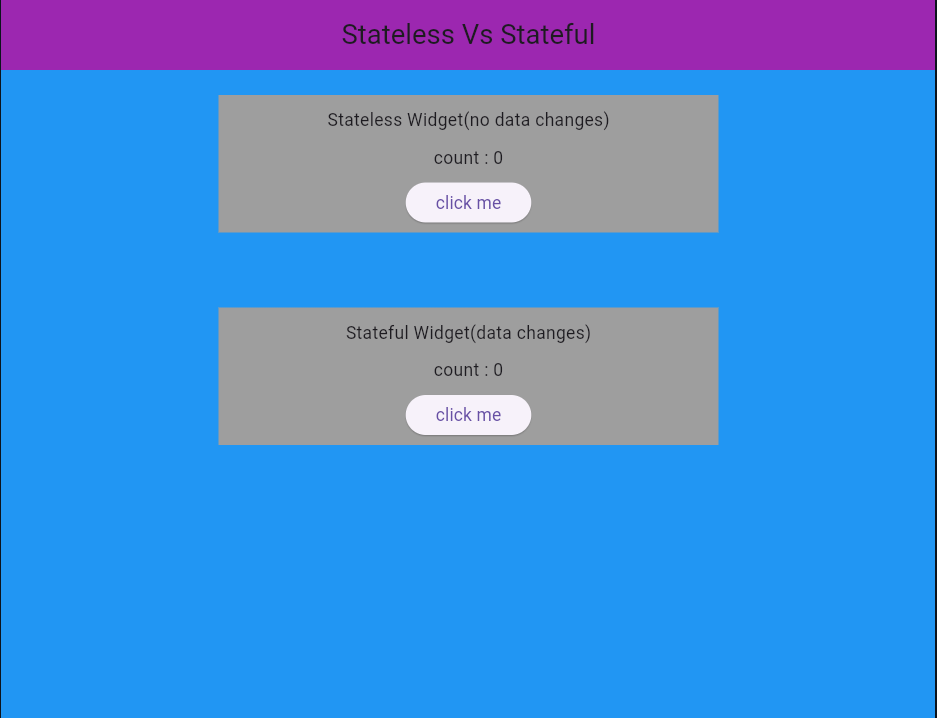 Stateless Vs Stateful
Stateless Widget(no data changes)
count : 0
click me
Stateful Widget(data changes)
count : 0
click me